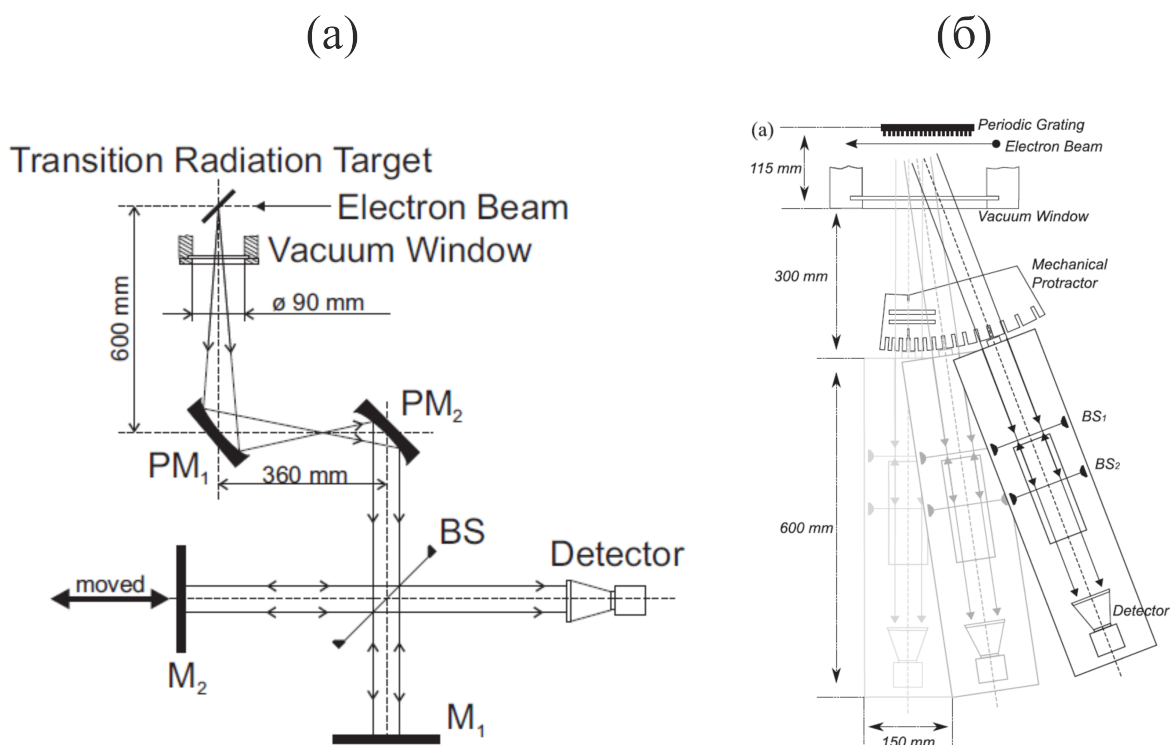 (а)
(б)
Transition Radiation Target
Electron Beam
Vacuum Window
600 mm
ø 90 mm
PM2
PM1
360 mm
BS
Detector
moved
M2
M1
(a)
Periodic Grating
Electron Beam
115 mm
Vacuum Window
300 mm
Mechanical
Protractor
BS1
BS2
600 mm
Detector
150 mm